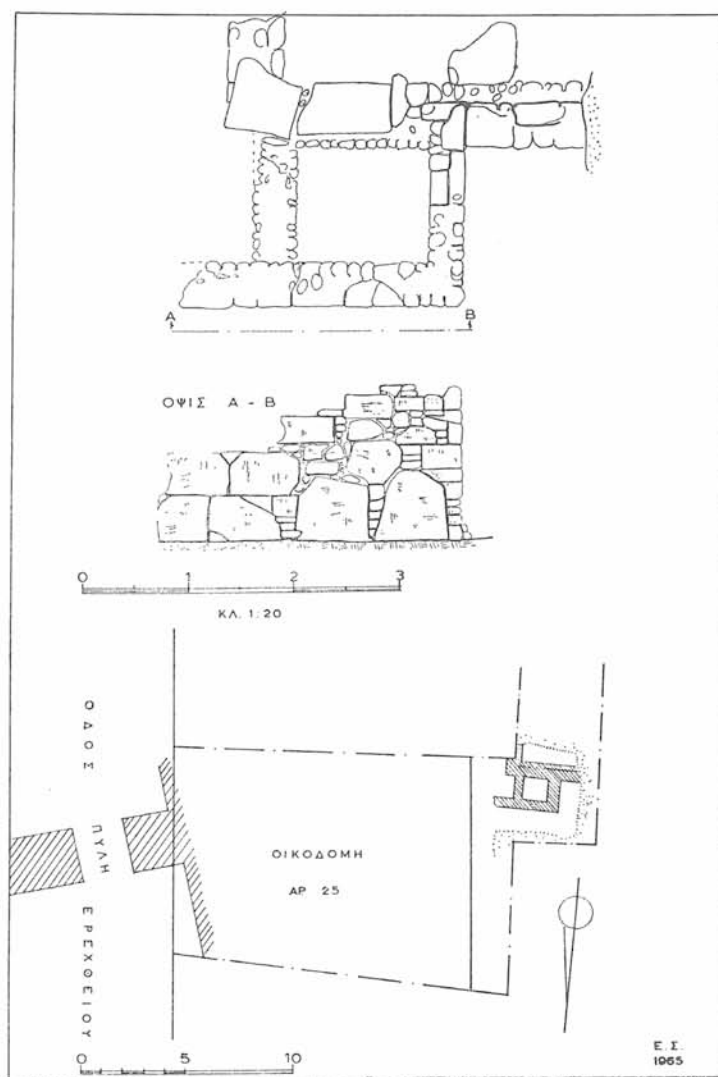 Α Β
ΟΨΙΣ Α - Β
0 1 2 3
ΚΛ. 1:20
ΟΔΟΣ
ΠΥΛΗ
ΕΡΕΧΘΕΙΟΥ
ΟΙΚΟΔΟΜΗ
ΑΡ 25
0 5 10
Ε.Σ.
1965